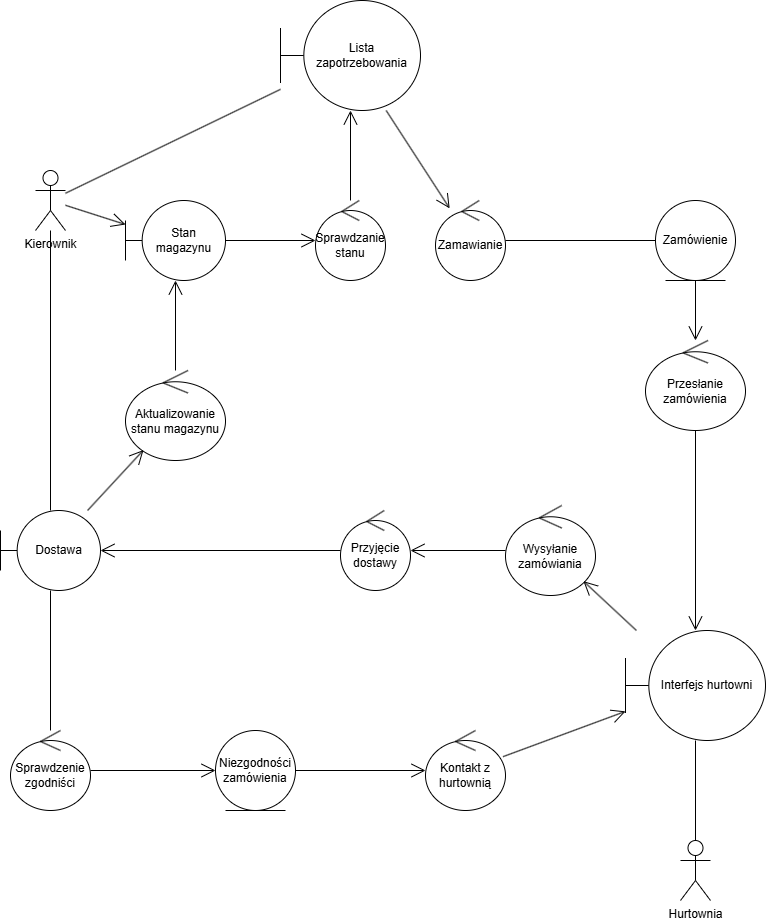 Lista
zapotrzebowania
Kierownik
Stan
magazynu
Sprawdzanie
stanu
Zamawianie
Zamówienie
Przesłanie
zamówienia
Aktualizowanie
stanu magazynu
Dostawa
Przyjęcie
dostawy
Wysyłanie
zamówiania
Interfejs hurtowni
Sprawdzenie
zgodniści
Niezgodności
zamówienia
Kontakt z
hurtownią
Hurtownia